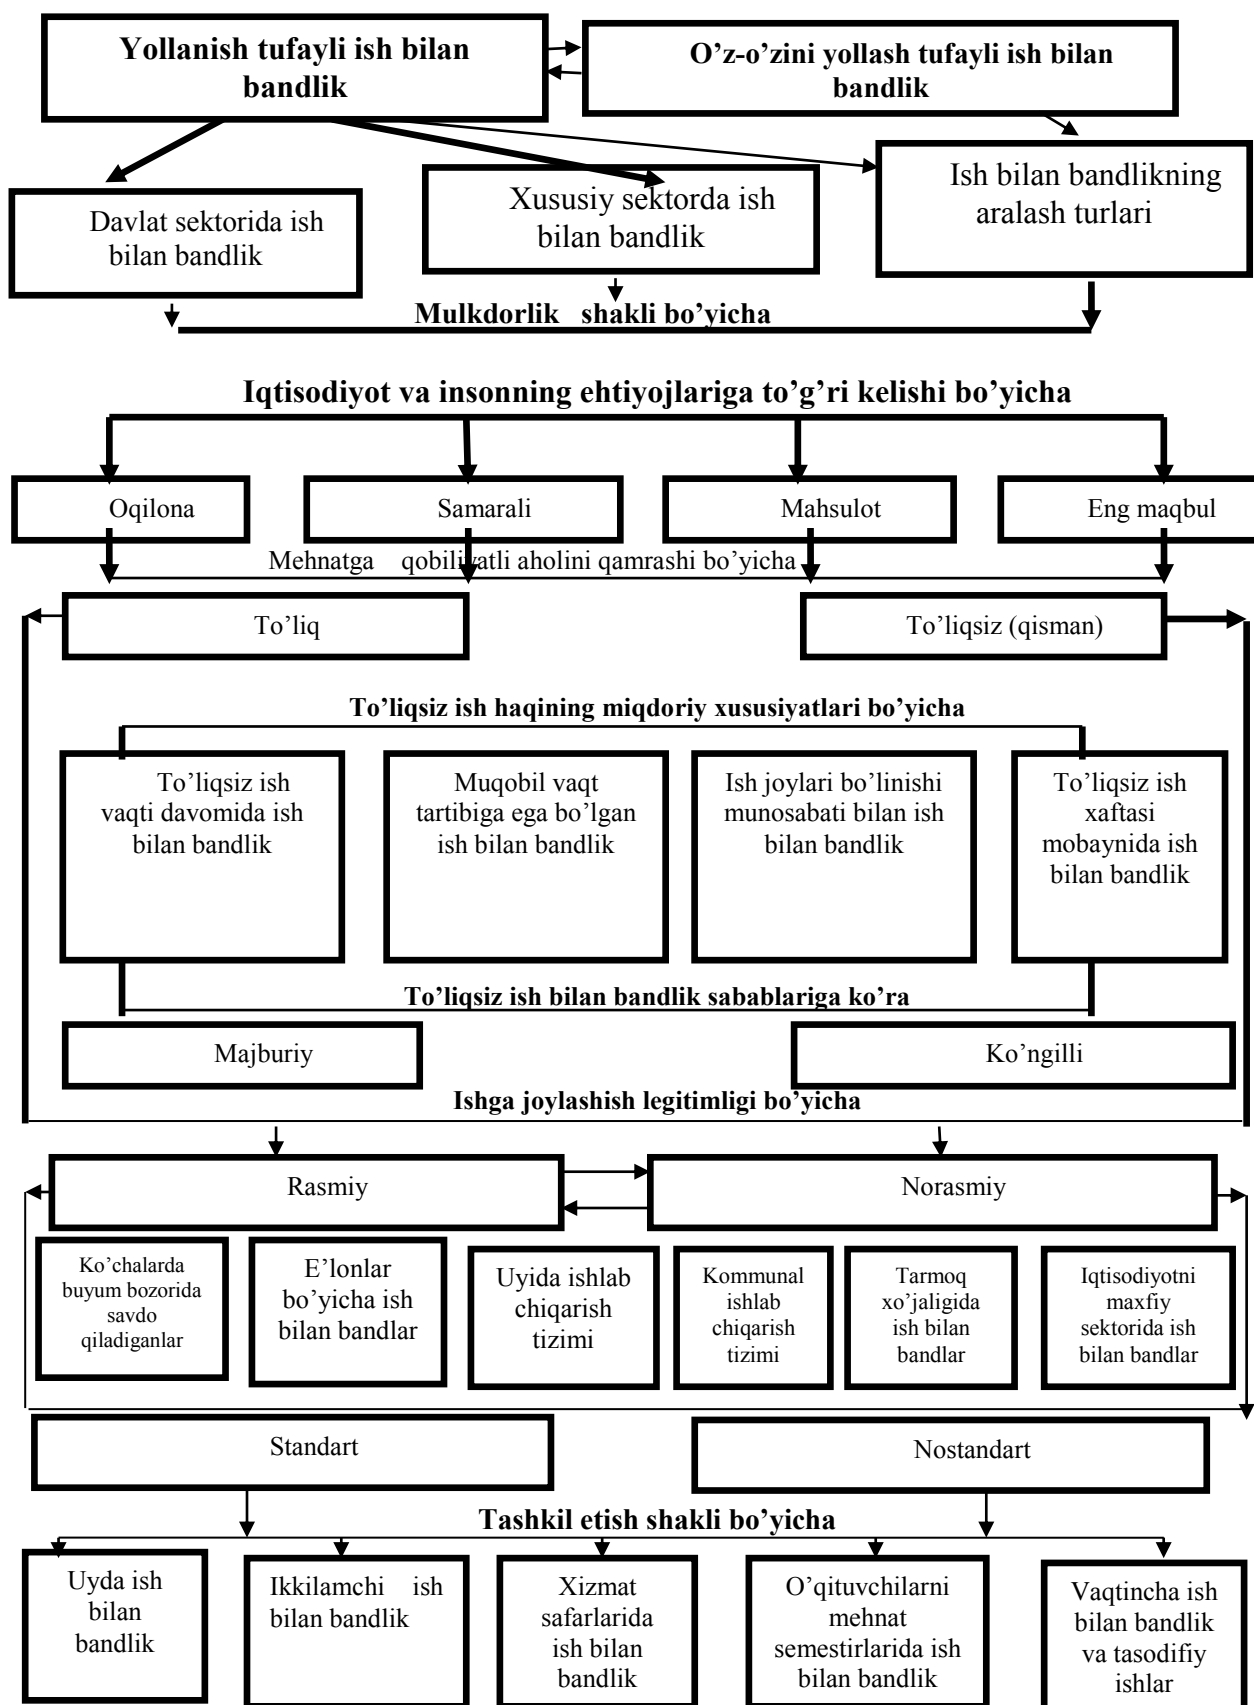 Yollanish tufayli ish bilan
bandlik
O’z-o’zini yollash tufayli ish bilan
bandlik
Davlat sektorida ish
bilan bandlik
Xususiy sektorda ish
bilan bandlik
Ish bilan bandlikning
aralash turlari
Mulkdorlik shakli bo’yicha
Iqtisodiyot va insonning ehtiyojlariga to’g’ri kelishi bo’yicha
Oqilona
Samarali
Mahsulot
Eng maqbul
Mehnatga qobiliyatli aholini qamrashi bo’yicha
To’liq
To’liqsiz (qisman)
To’liqsiz ish haqining miqdoriy xususiyatlari bo’yicha
To’liqsiz ish
vaqti davomida ish
bilan bandlik
Muqobil vaqt
tartibiga ega bo’lgan
ish bilan bandlik
Ish joylari bo’linishi
munosabati bilan ish
bilan bandlik
To’liqsiz ish
xaftasi
mobaynida ish
bilan bandlik
To’liqsiz ish bilan bandlik sabablariga ko’ra
Majburiy
Ko’ngilli
Ishga joylashish legitimligi bo’yicha
Rasmiy
Norasmiy
Ko’chalarda
buyum bozorida
savdo
qiladiganlar
E’lonlar
bo’yicha ish
bilan bandlar
Uyida ishlab
chiqarish
tizimi
Kommunal
ishlab
chiqarish
tizimi
Tarmoq
xo’jaligida
ish bilan
bandlar
Iqtisodiyotni
maxfiy
sektorida ish
bilan bandlar
Standart
Nostandart
Tashkil etish shakli bo’yicha
Uyda ish
bilan
bandlik
Ikkilamchi ish
bilan bandlik
Xizmat
safarlarida
ish bilan
bandlik
O’qituvchilarni
mehnat
semestirlarida ish
bilan bandlik
Vaqtincha ish
bilan bandlik
va tasodifiy
ishlar